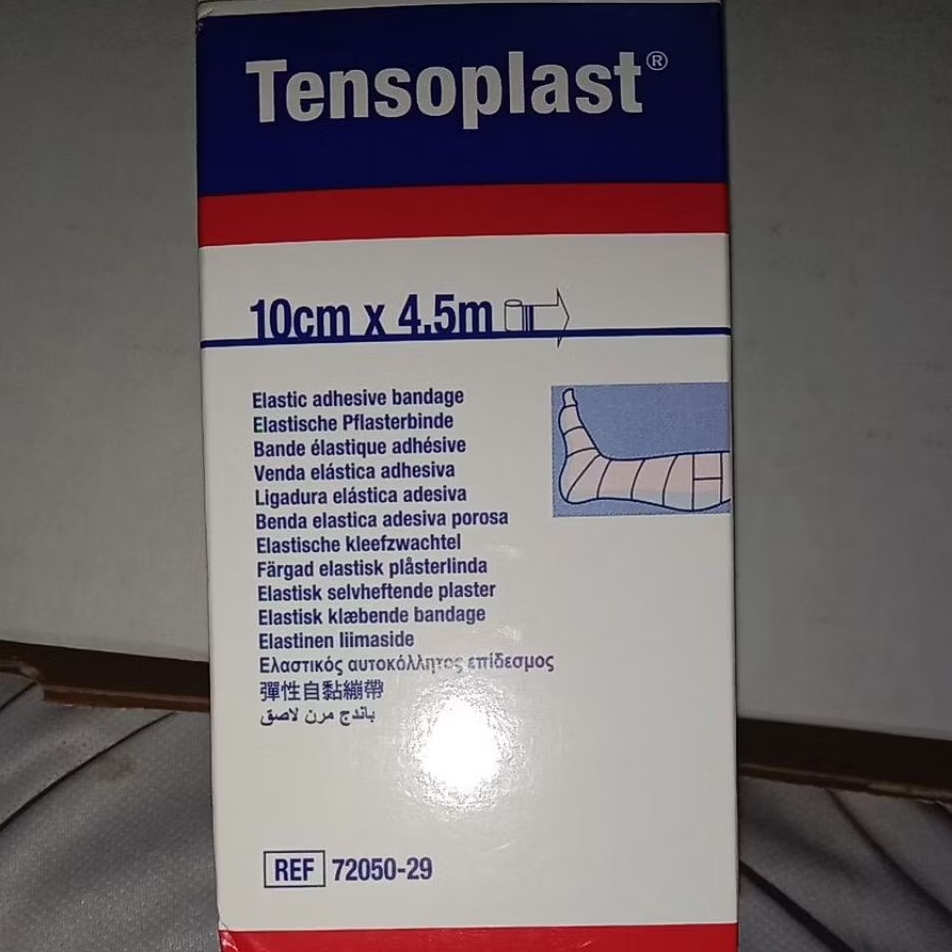 Tensoplast®
10cm x 4.5m
Elastic adhesive bandage
Elastische Pflasterbinde
Bande élastique adhésive
Venda elástica adhesiva
Ligadura elástica adesiva
Benda elastica adesiva porosa
Elastische kleefzwachtel
Färgad elastisk plåsterlinda
Elastisk selvheftende plaster
Elastisk klæbende bandage
Elastinen liimaside
Ελαστικός αυτοκόλλητος επίδεσμος
彈性自黏繃帶
باندج مرن لاصق
REF 72050-29